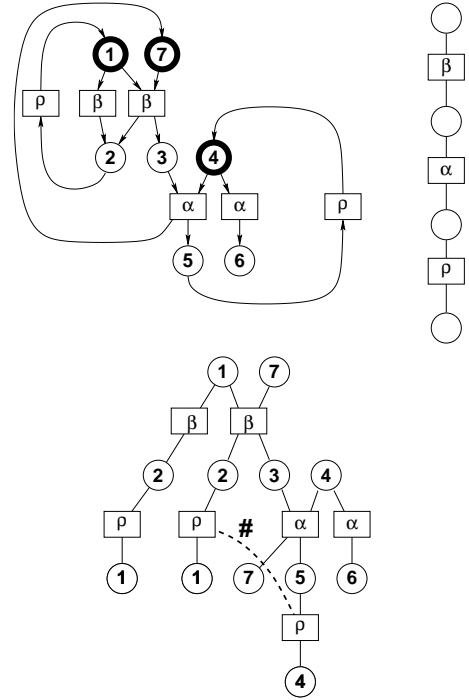 1 7
ρ β β
2 3 4
α α ρ
5 6
β
α
ρ
1 7
β β
2 2 3 4
ρ ρ # α α
1 1 7 5 6
ρ
4